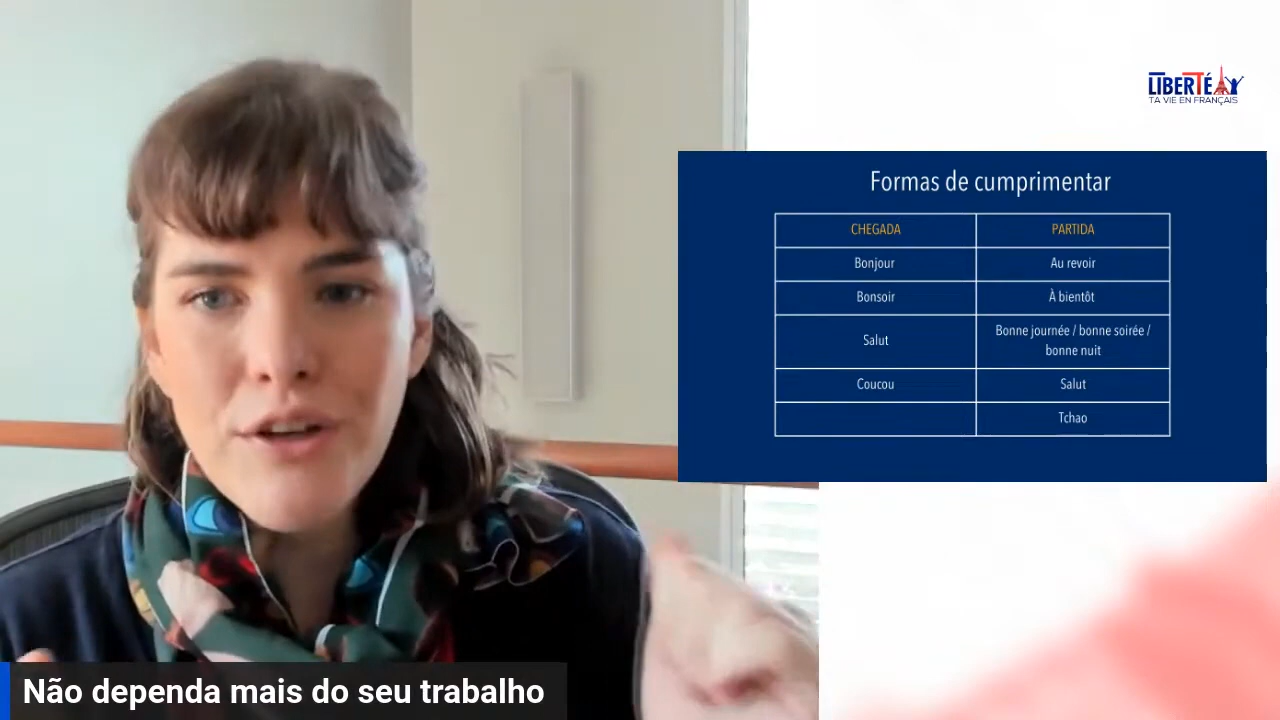 LIBERTÉ
TA VIE EN FRANÇAIS
Formas de cumprimentar
CHEGADA PARTIDA
Bonjour Au revoir
Bonsoir À bientôt
Salut Bonne journée / bonne soirée /
bonne nuit
Coucou Salut
Tchao
Não dependa mais do seu trabalho